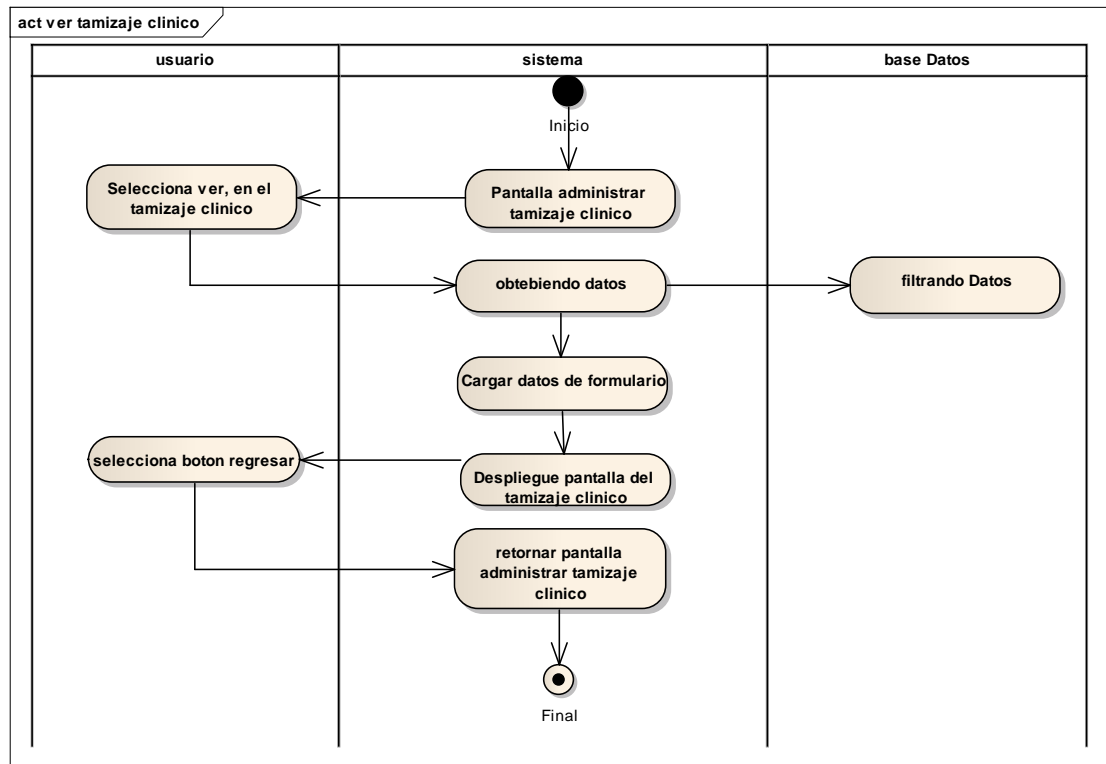 act ver tamizaje clinico
usuario
sistema
base Datos
Inicio
Selecciona ver, en el
tamizaje clinico
Pantalla administrar
tamizaje clinico
obtebiendo datos
filtrando Datos
Cargar datos de formulario
selecciona boton regresar
Despliegue pantalla del
tamizaje clinico
retornar pantalla
administrar tamizaje
clinico
Final